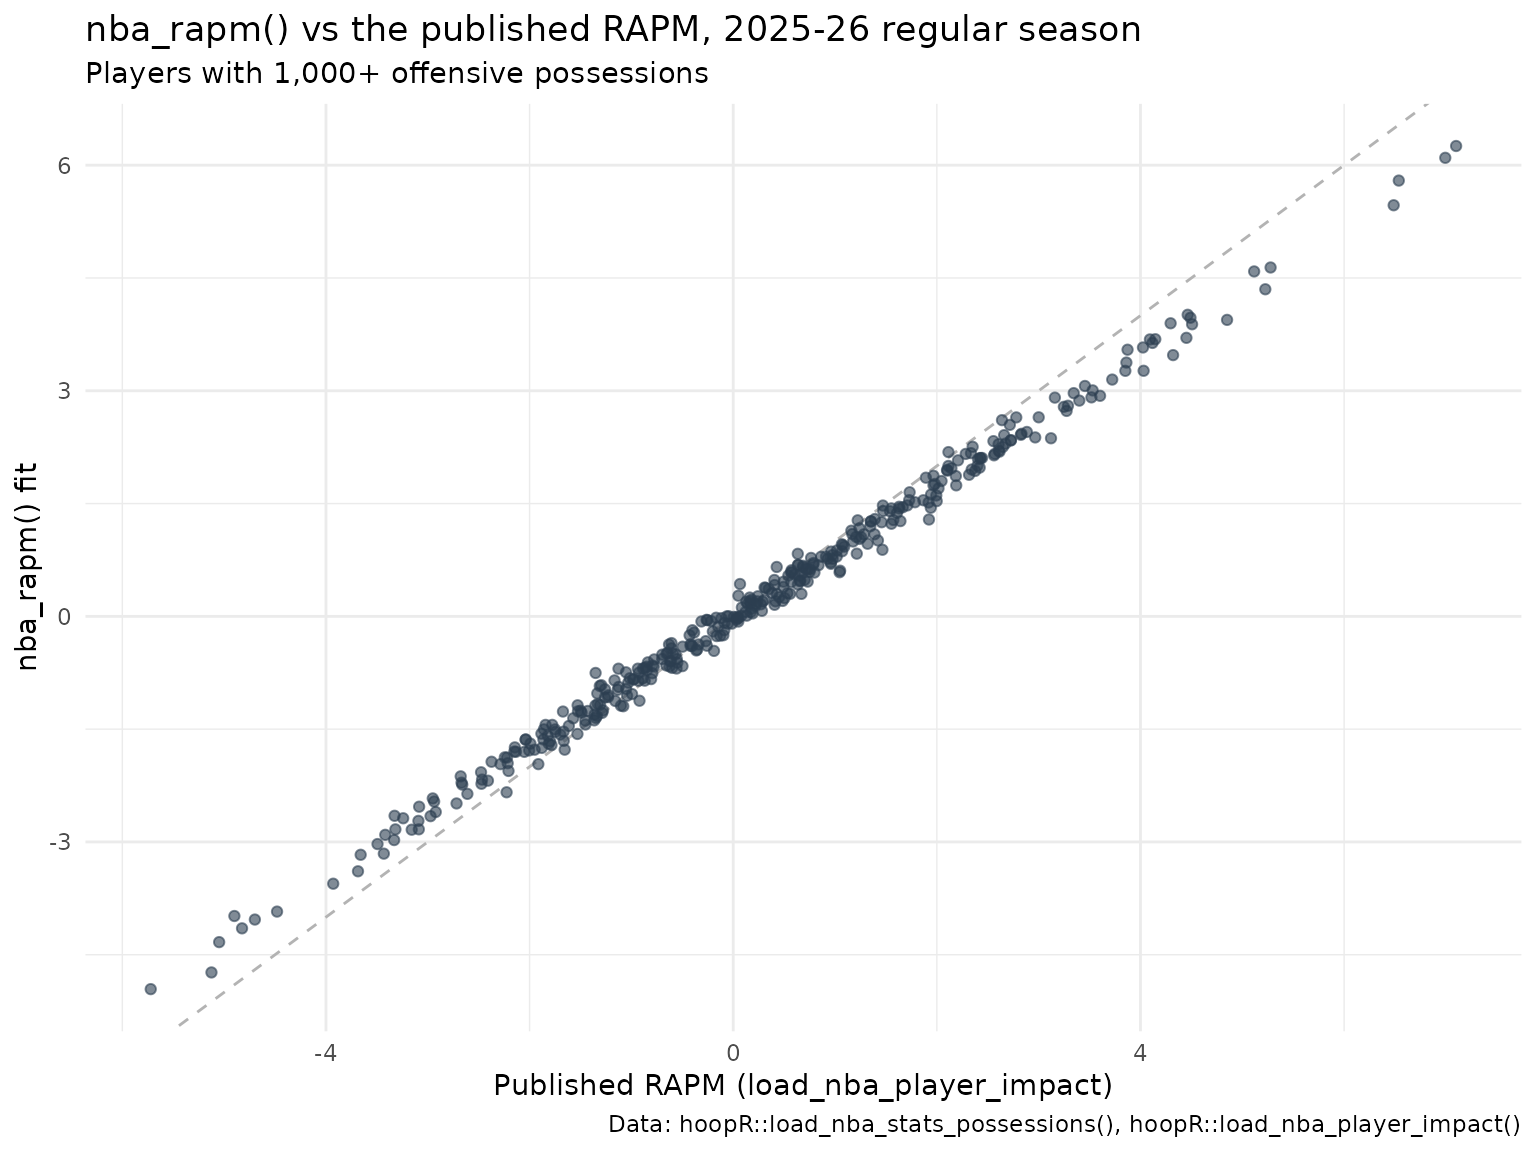 nba_rapm() vs the published RAPM, 2025-26 regular season
Players with 1,000+ offensive possessions
nba_rapm() fit
6
3
0
-3
-4
0
4
Published RAPM (load_nba_player_impact)
Data: hoopR::load_nba_stats_possessions(), hoopR::load_nba_player_impact()